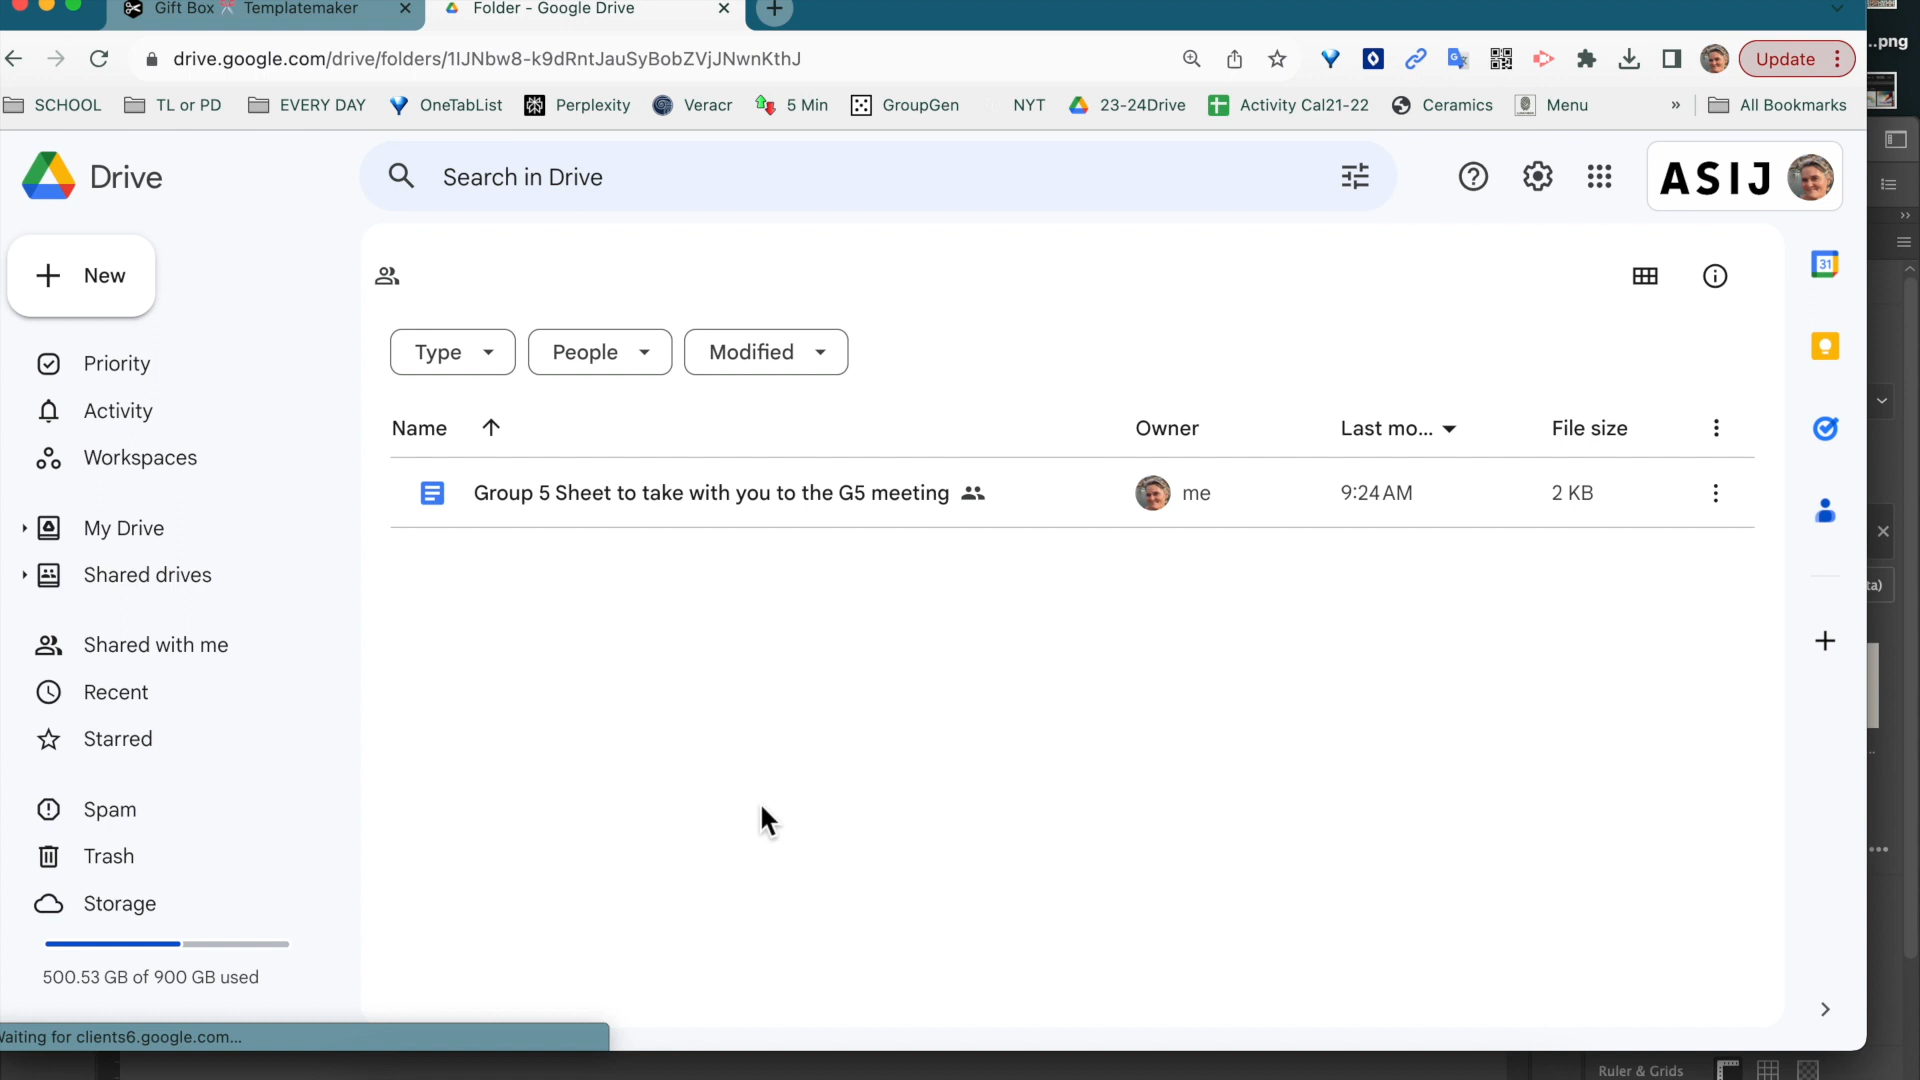 Gift Box Templatemaker
Folder - Google Drive
..png
drive.google.com/drive/folders/1IJNbw8-k9dRntJauSyBobZVjJNwnKthJ
Update
SCHOOL TL or PD EVERY DAY OneTabList Perplexity Veracr 5 Min GroupGen NYT 23-24Drive Activity Cal21-22 Ceramics Menu » All Bookmarks
Drive
Search in Drive
ASIJ
New
31
Type People Modified
Priority
Activity
Workspaces
Name Owner Last mo... File size
Group 5 Sheet to take with you to the G5 meeting me 9:24 AM 2 KB
My Drive
Shared drives
ta)
Shared with me
Recent
Starred
Spam
Trash
Storage
500.53 GB of 900 GB used
Waiting for clients6.google.com...
Ruler & Grids